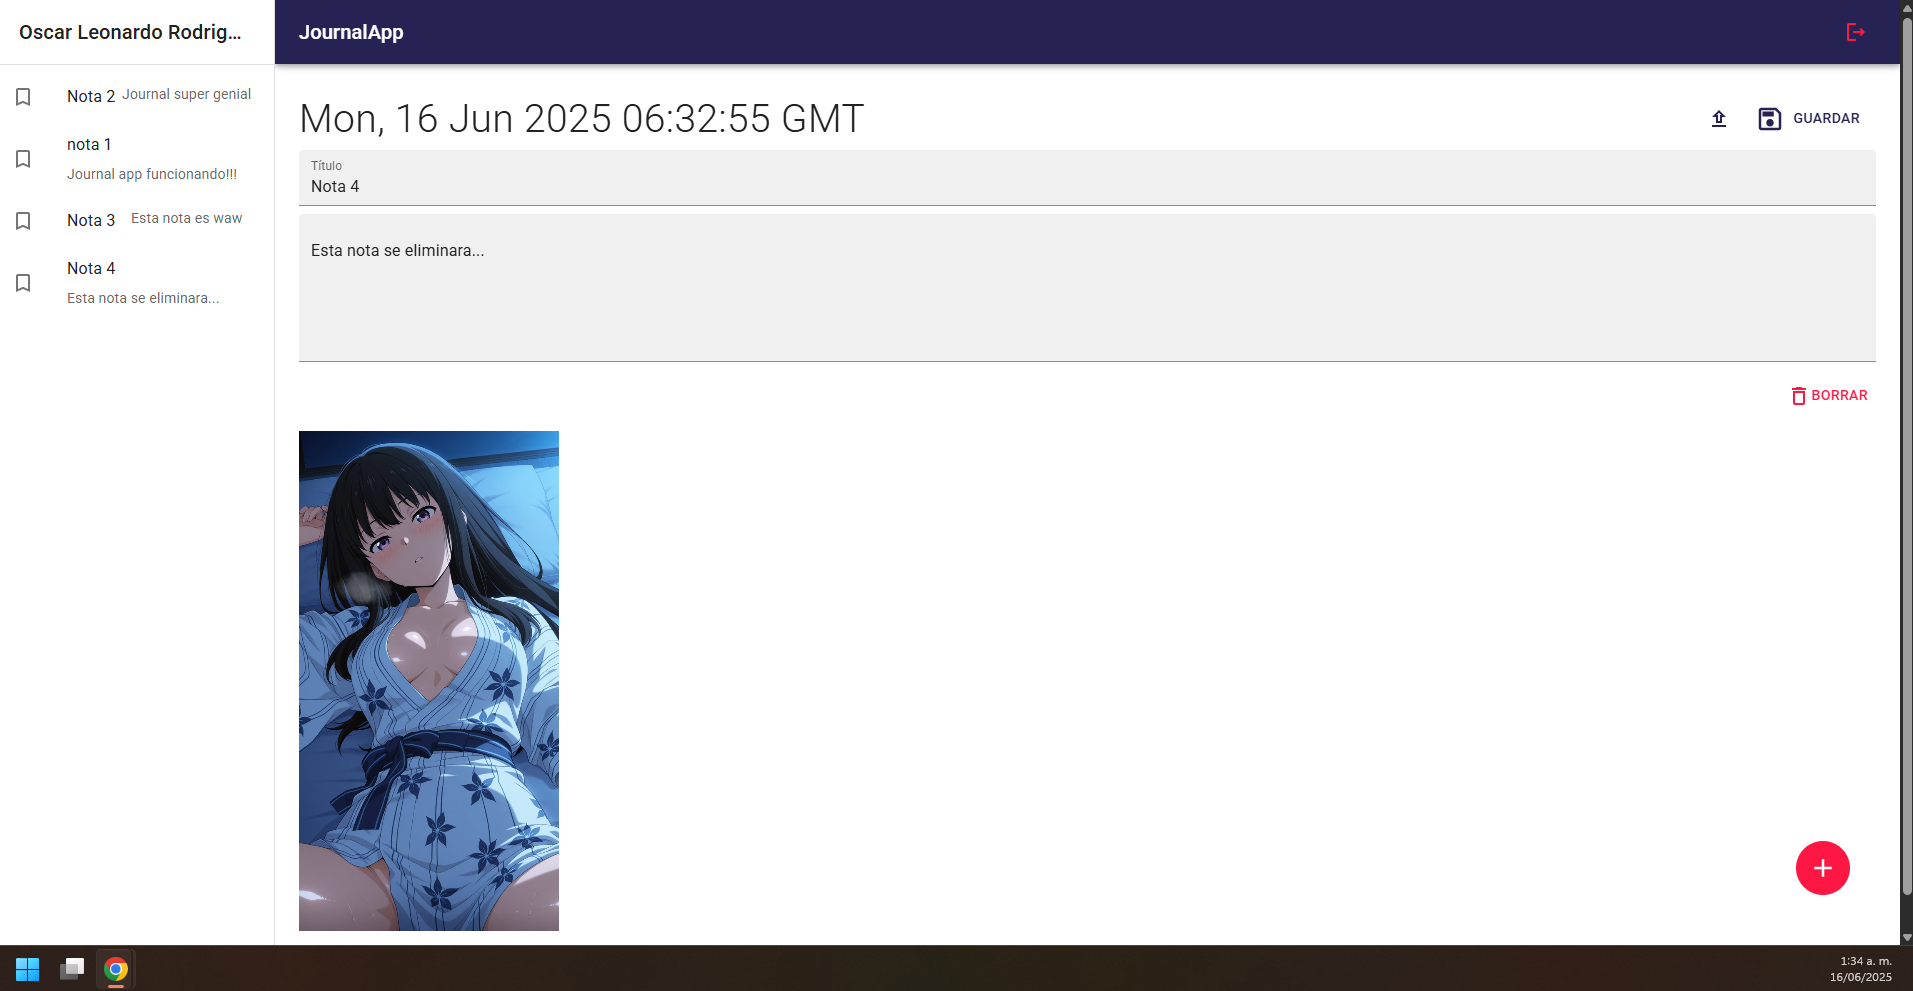 Oscar Leonardo Rodrig...
JournalApp
Nota 2 Journal super genial
nota 1
Journal app funcionando!!!
Nota 3 Esta nota es waw
Nota 4
Esta nota se eliminara...
Mon, 16 Jun 2025 06:32:55 GMT
GUARDAR
Título
Nota 4
Esta nota se eliminara...
BORRAR
1:34 a. m.
16/06/2025